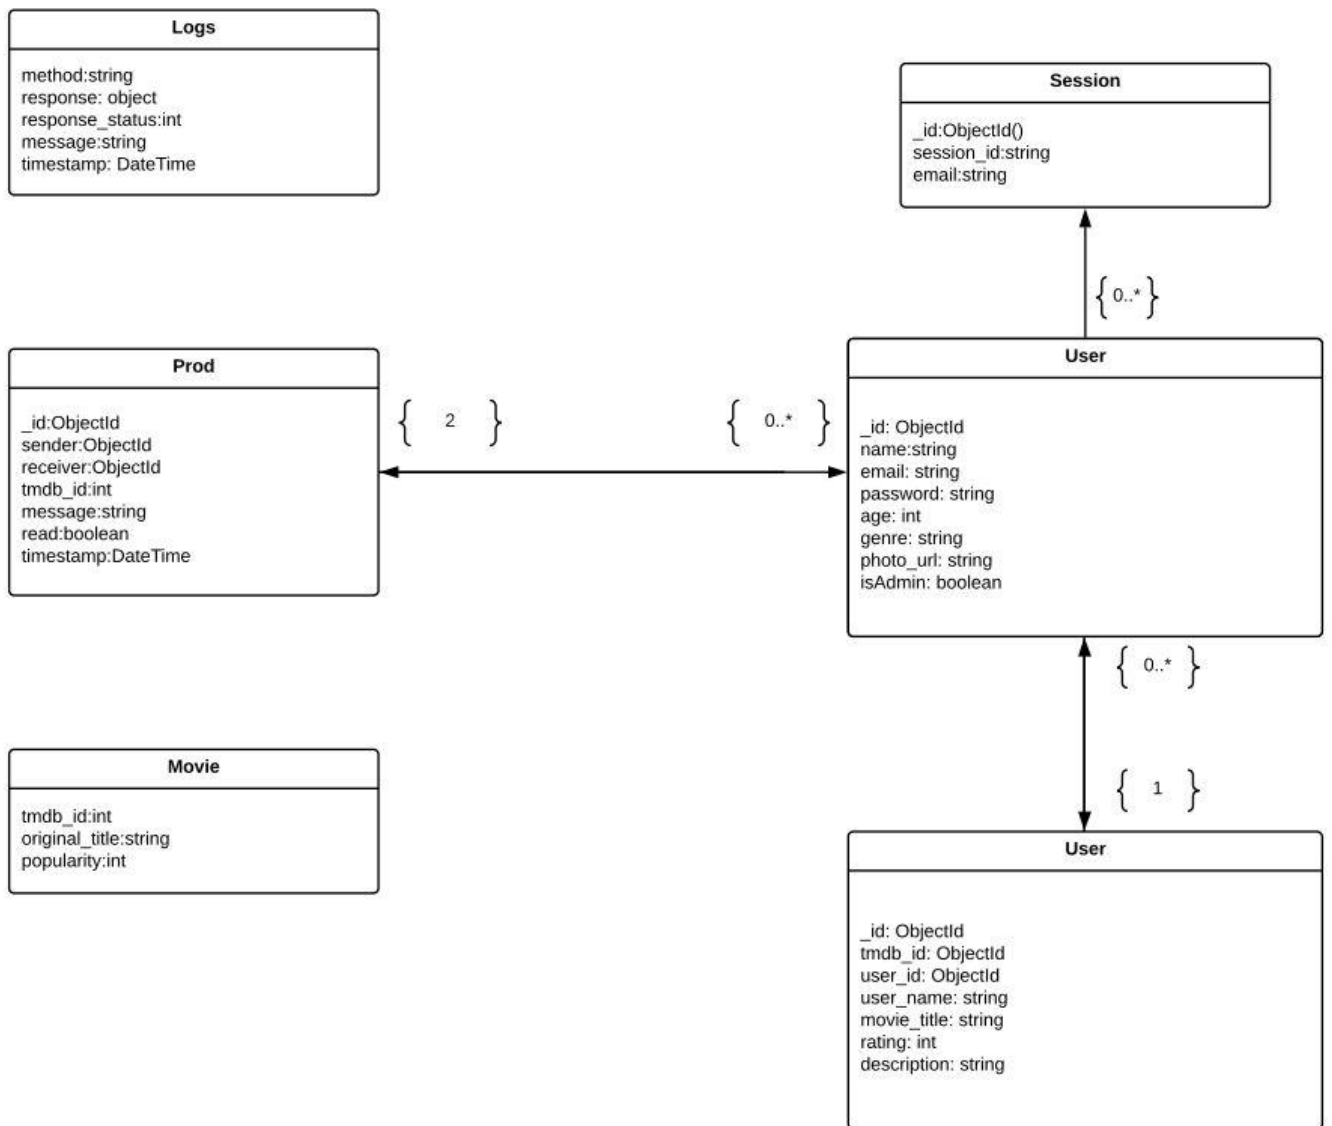 Logs
method:string
response: object
response_status:int
message:string
timestamp: DateTime
Session
_id:ObjectId()
session_id:string
email:string
{ 0..* }
Prod
_id:ObjectId
sender:ObjectId
receiver:ObjectId
tmdb_id:int
message:string
read:boolean
timestamp:DateTime
{ 2 }
{ 0..* }
User
_id: ObjectId
name:string
email: string
password: string
age: int
genre: string
photo_url: string
isAdmin: boolean
{ 0..* }
{ 1 }
Movie
tmdb_id:int
original_title:string
popularity:int
User
_id: ObjectId
tmdb_id: ObjectId
user_id: ObjectId
user_name: string
movie_title: string
rating: int
description: string